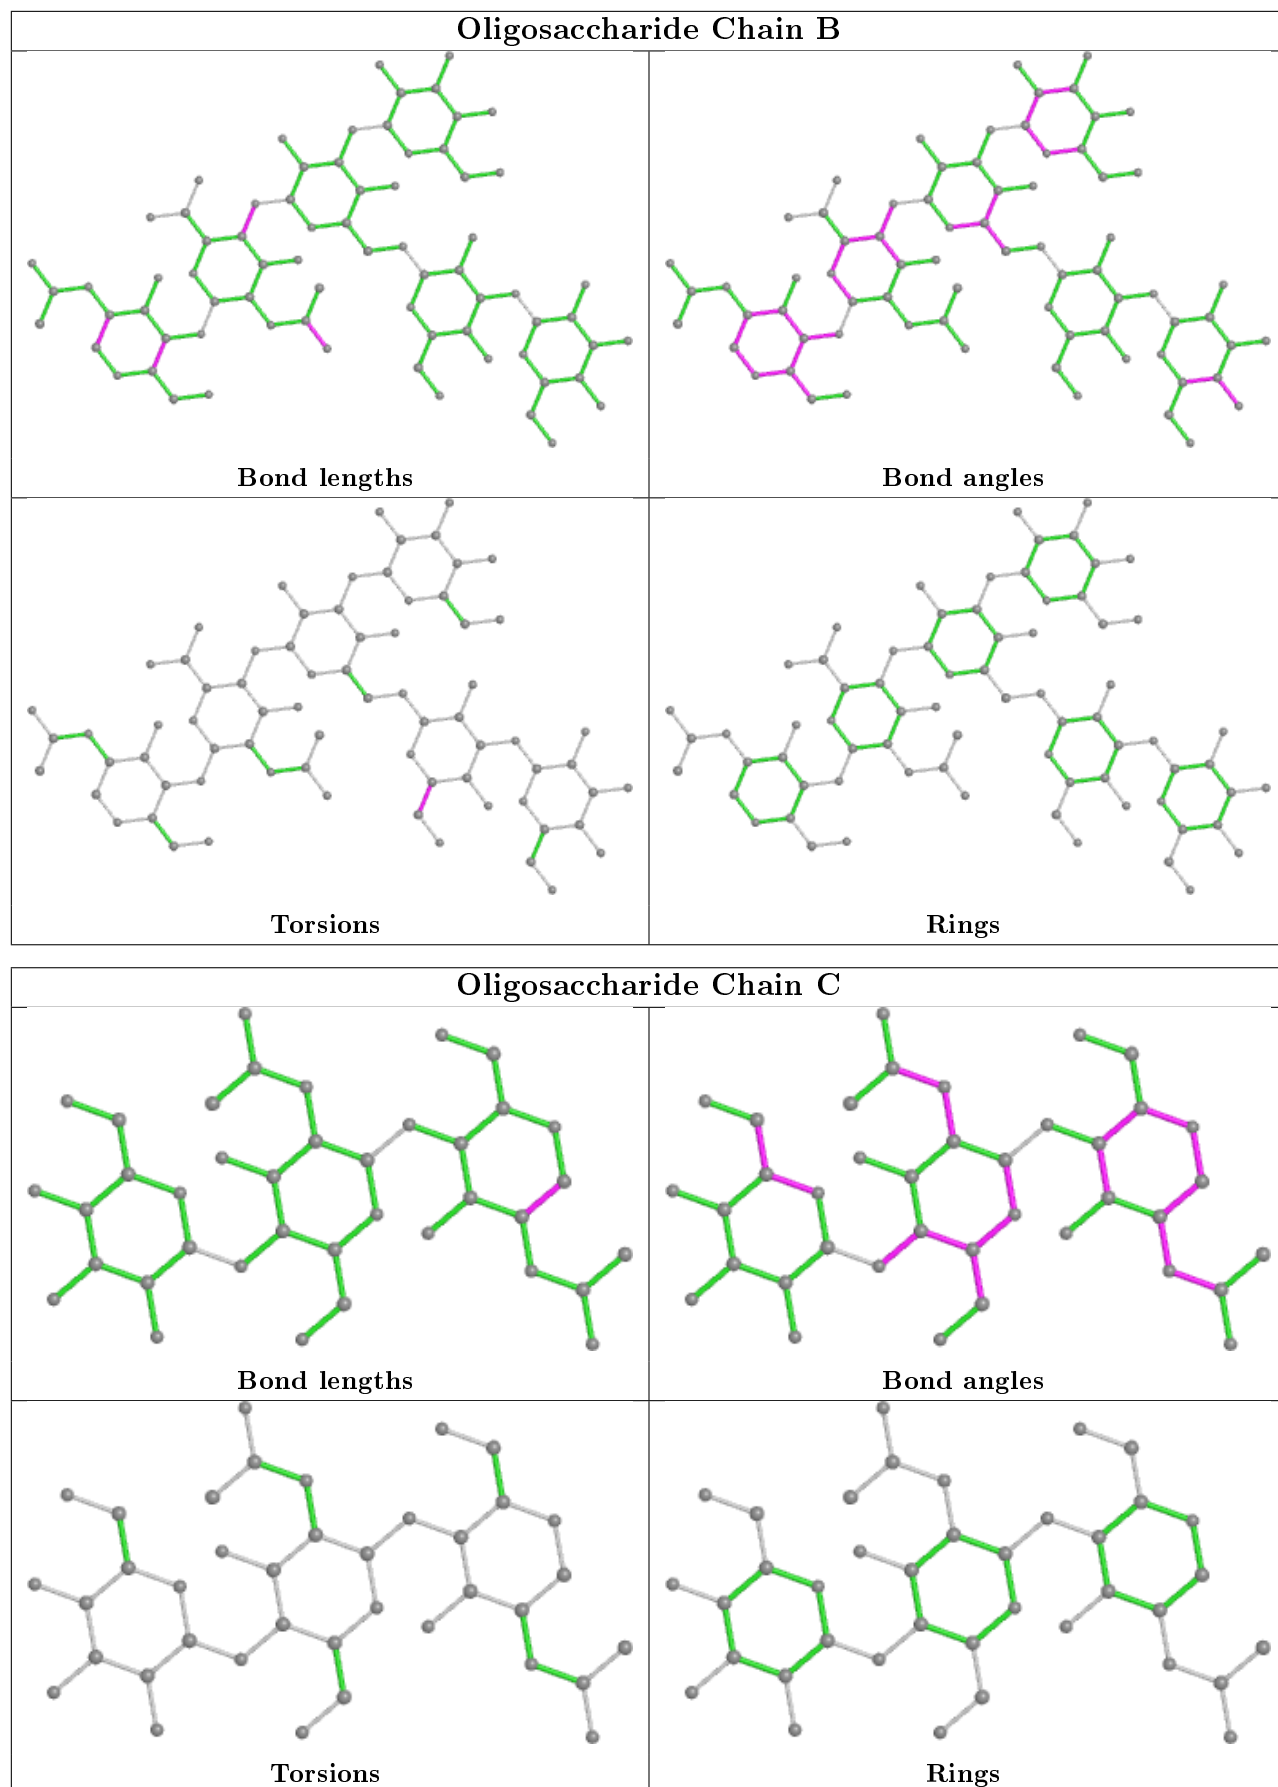 Oligosaccharide Chain B
Bond lengths
Bond angles
Torsions
Rings
Oligosaccharide Chain C
Bond lengths
Bond angles
Torsions
Rings